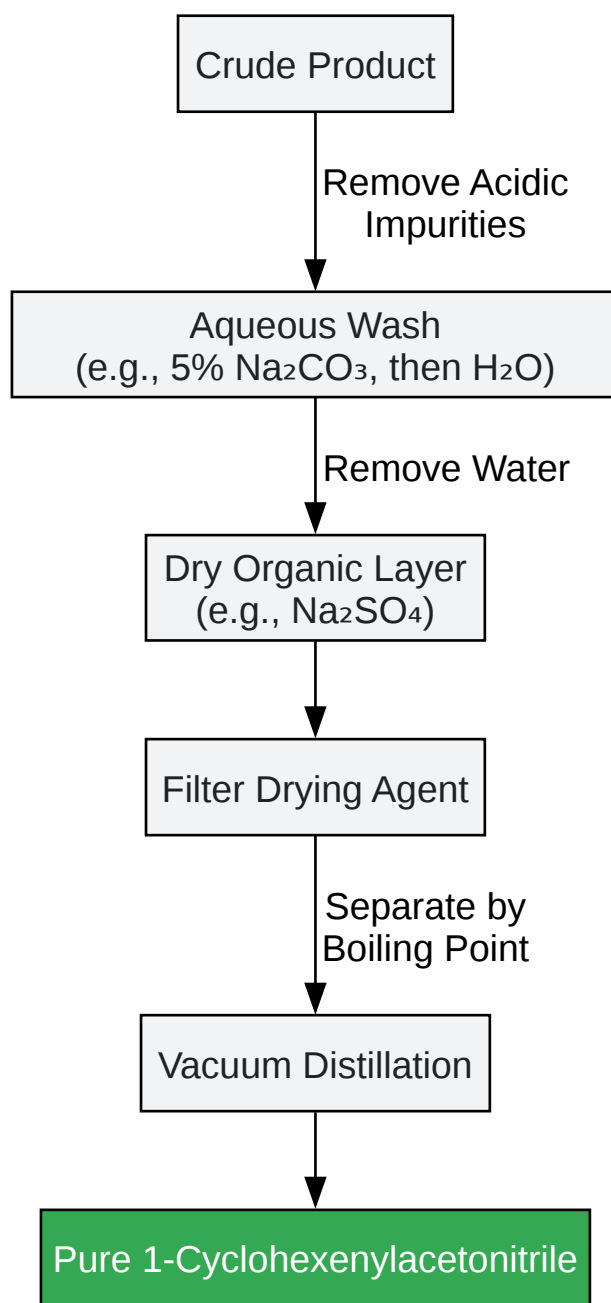 Crude Product
Remove Acidic
Impurities
Aqueous Wash
(e.g., 5% Na₂CO₃, then H₂O)
Remove Water
Dry Organic Layer
(e.g., Na₂SO₄)
Filter Drying Agent
Separate by
Boiling Point
Vacuum Distillation
Pure 1-Cyclohexenylacetonitrile